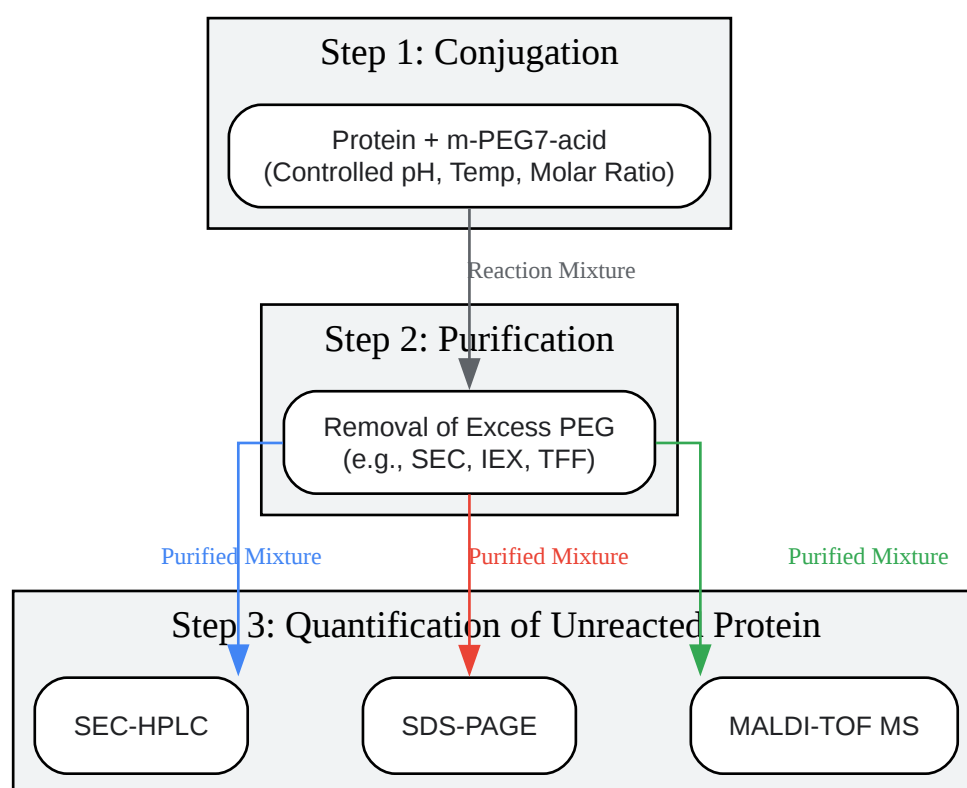 Step 1: Conjugation
Protein + m-PEG7-acid
(Controlled pH, Temp, Molar Ratio)
Reaction Mixture
Step 2: Purification
Removal of Excess PEG
(e.g., SEC, IEX, TFF)
Purified Mixture
Purified Mixture
Purified Mixture
Step 3: Quantification of Unreacted Protein
SEC-HPLC
SDS-PAGE
MALDI-TOF MS